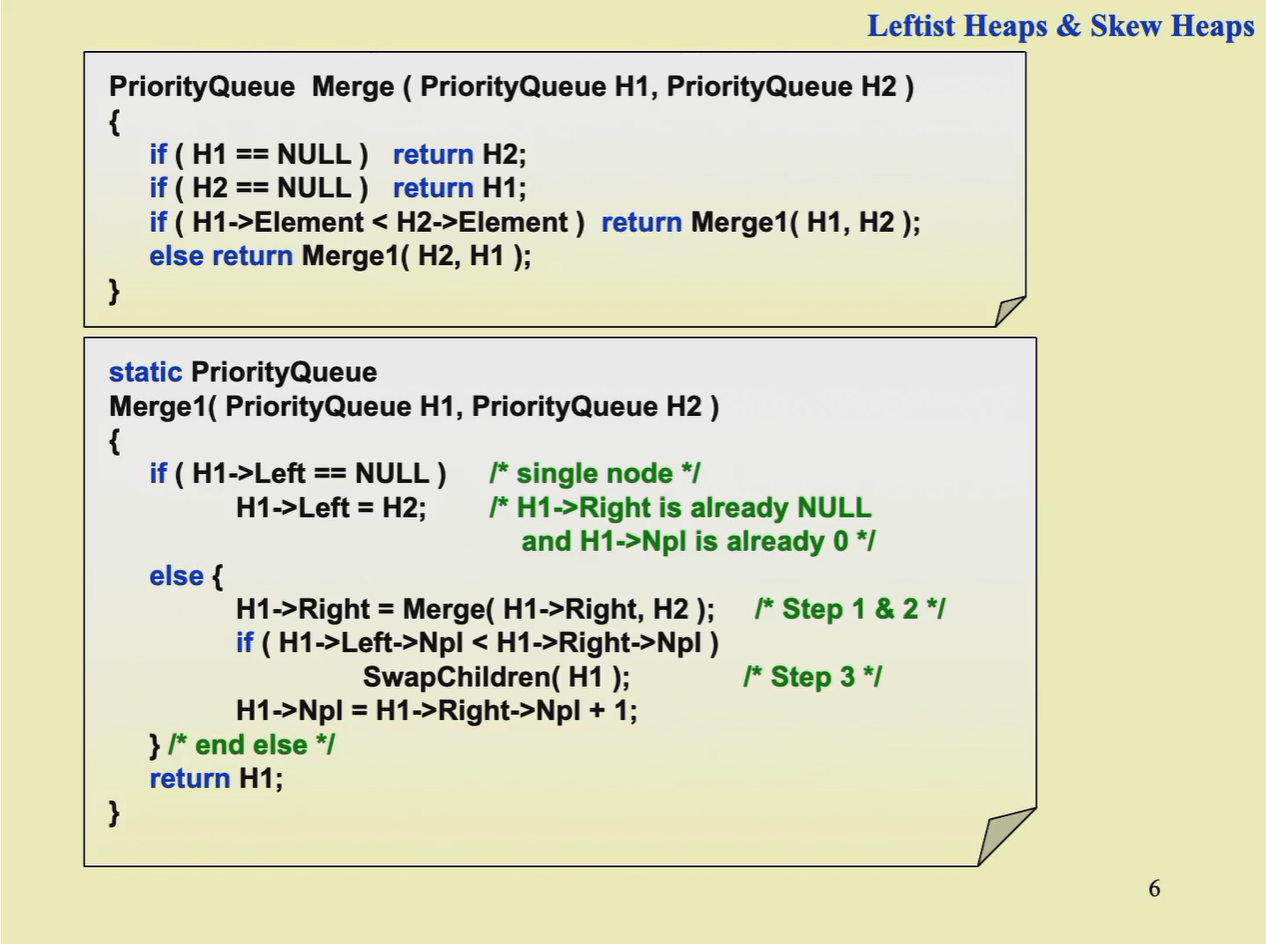 Leftist Heaps & Skew Heaps
PriorityQueue Merge ( PriorityQueue H1, PriorityQueue H2 )
{
if ( H1 == NULL ) return H2;
if ( H2 == NULL ) return H1;
if ( H1->Element < H2->Element ) return Merge1( H1, H2 );
else return Merge1( H2, H1 );
}
static PriorityQueue
Merge1( PriorityQueue H1, PriorityQueue H2 )
{
if ( H1->Left == NULL ) /* single node */
H1->Left = H2; /* H1->Right is already NULL
and H1->Npl is already 0 */
else {
H1->Right = Merge( H1->Right, H2 ); /* Step 1 & 2 */
if ( H1->Left->Npl < H1->Right->Npl )
SwapChildren( H1 ); /* Step 3 */
H1->Npl = H1->Right->Npl + 1;
} /* end else */
return H1;
}
6